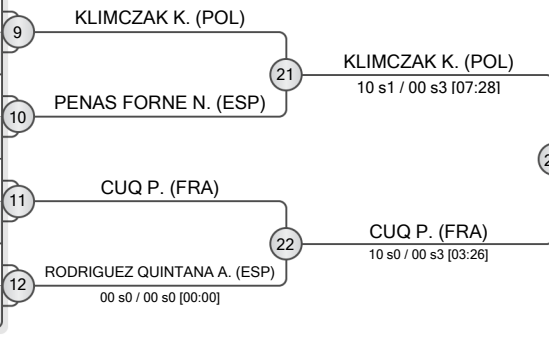 9
KLIMCZAK K. (POL)
21
KLIMCZAK K. (POL)
10 s1 / 00 s3 [07:28]
10
PENAS FORNE N. (ESP)
11
CUQ P. (FRA)
22
CUQ P. (FRA)
10 s0 / 00 s3 [03:26]
12
RODRIGUEZ QUINTANA A. (ESP)
00 s0 / 00 s0 [00:00]